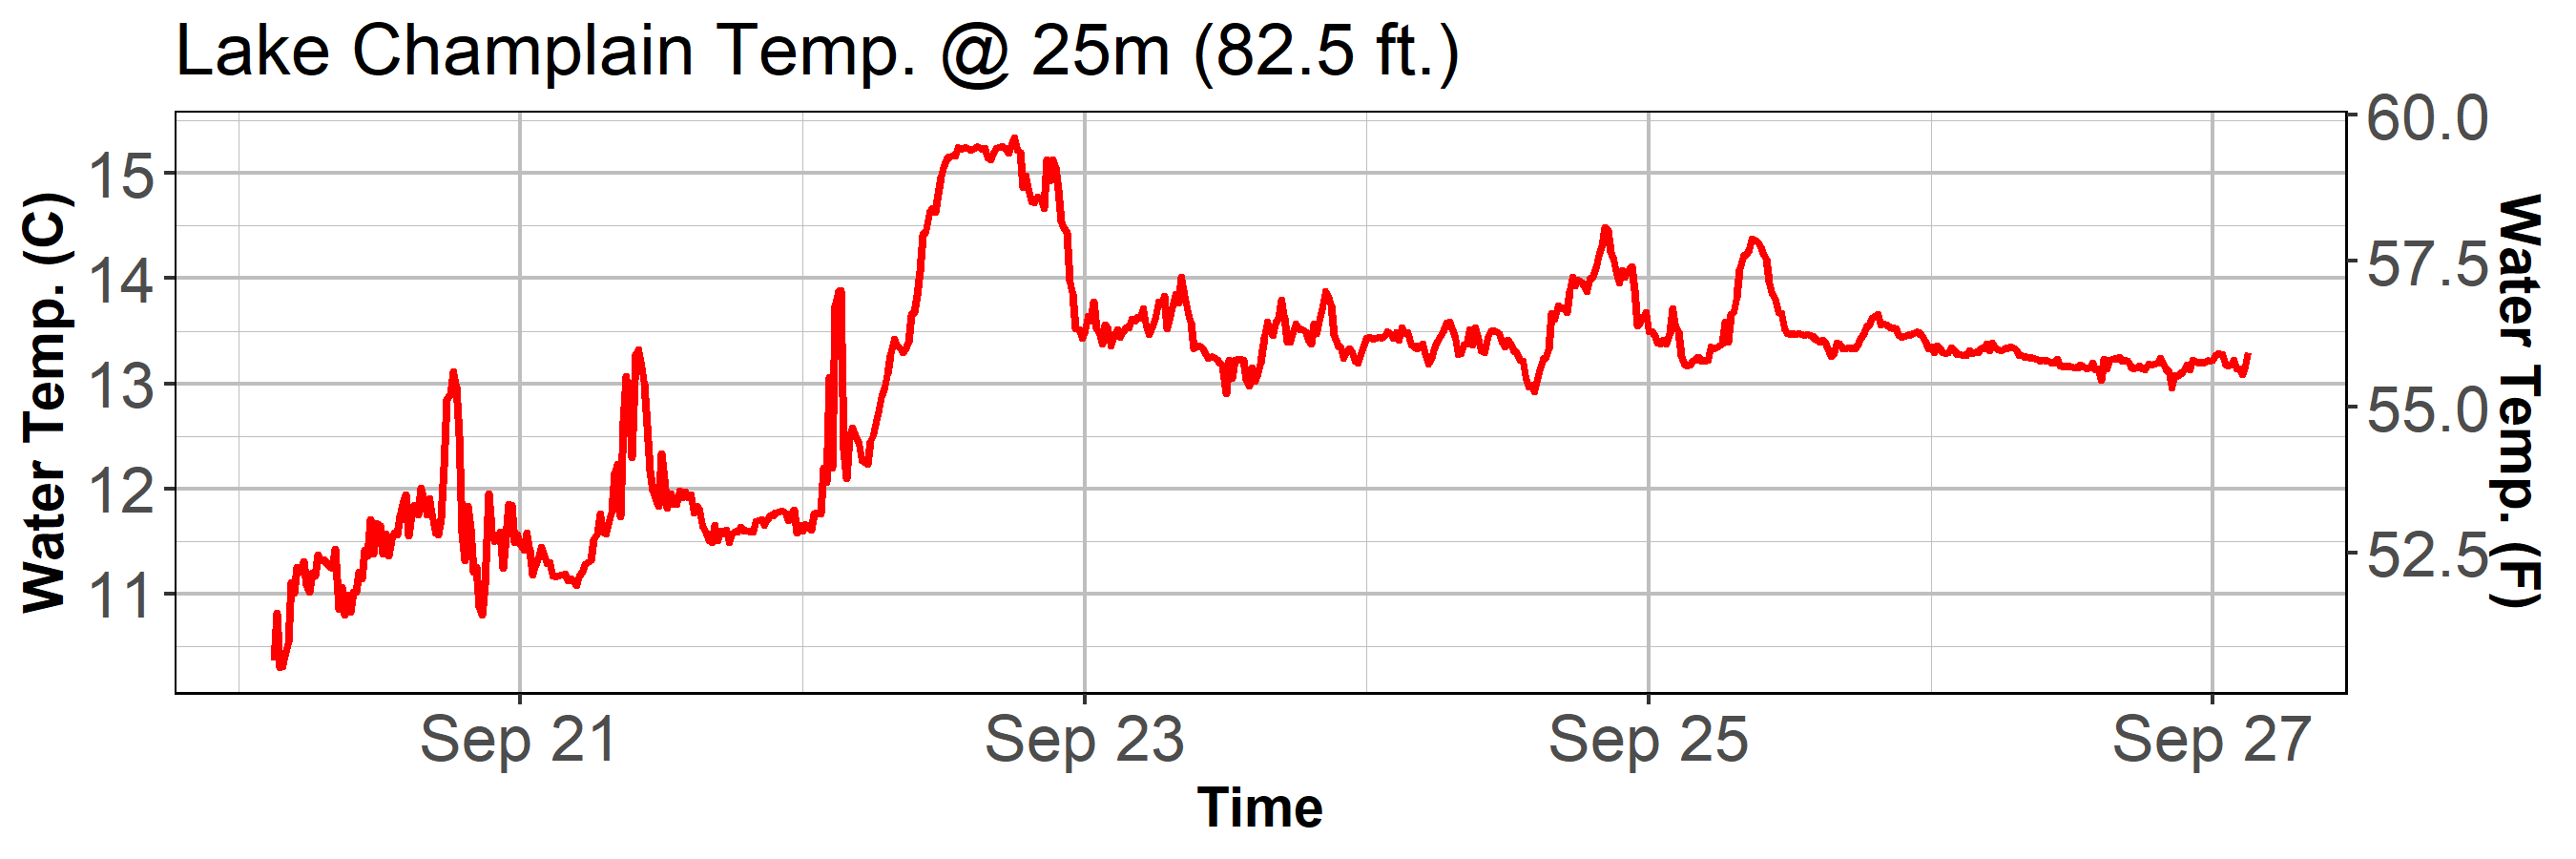 Lake Champlain Temp. @ 25m (82.5 ft.)
Water Temp. (C)
15
14
13
12
11
60.0
57.5
55.0
52.5
Water Temp. (F)
Sep 21
Sep 23
Sep 25
Sep 27
Time